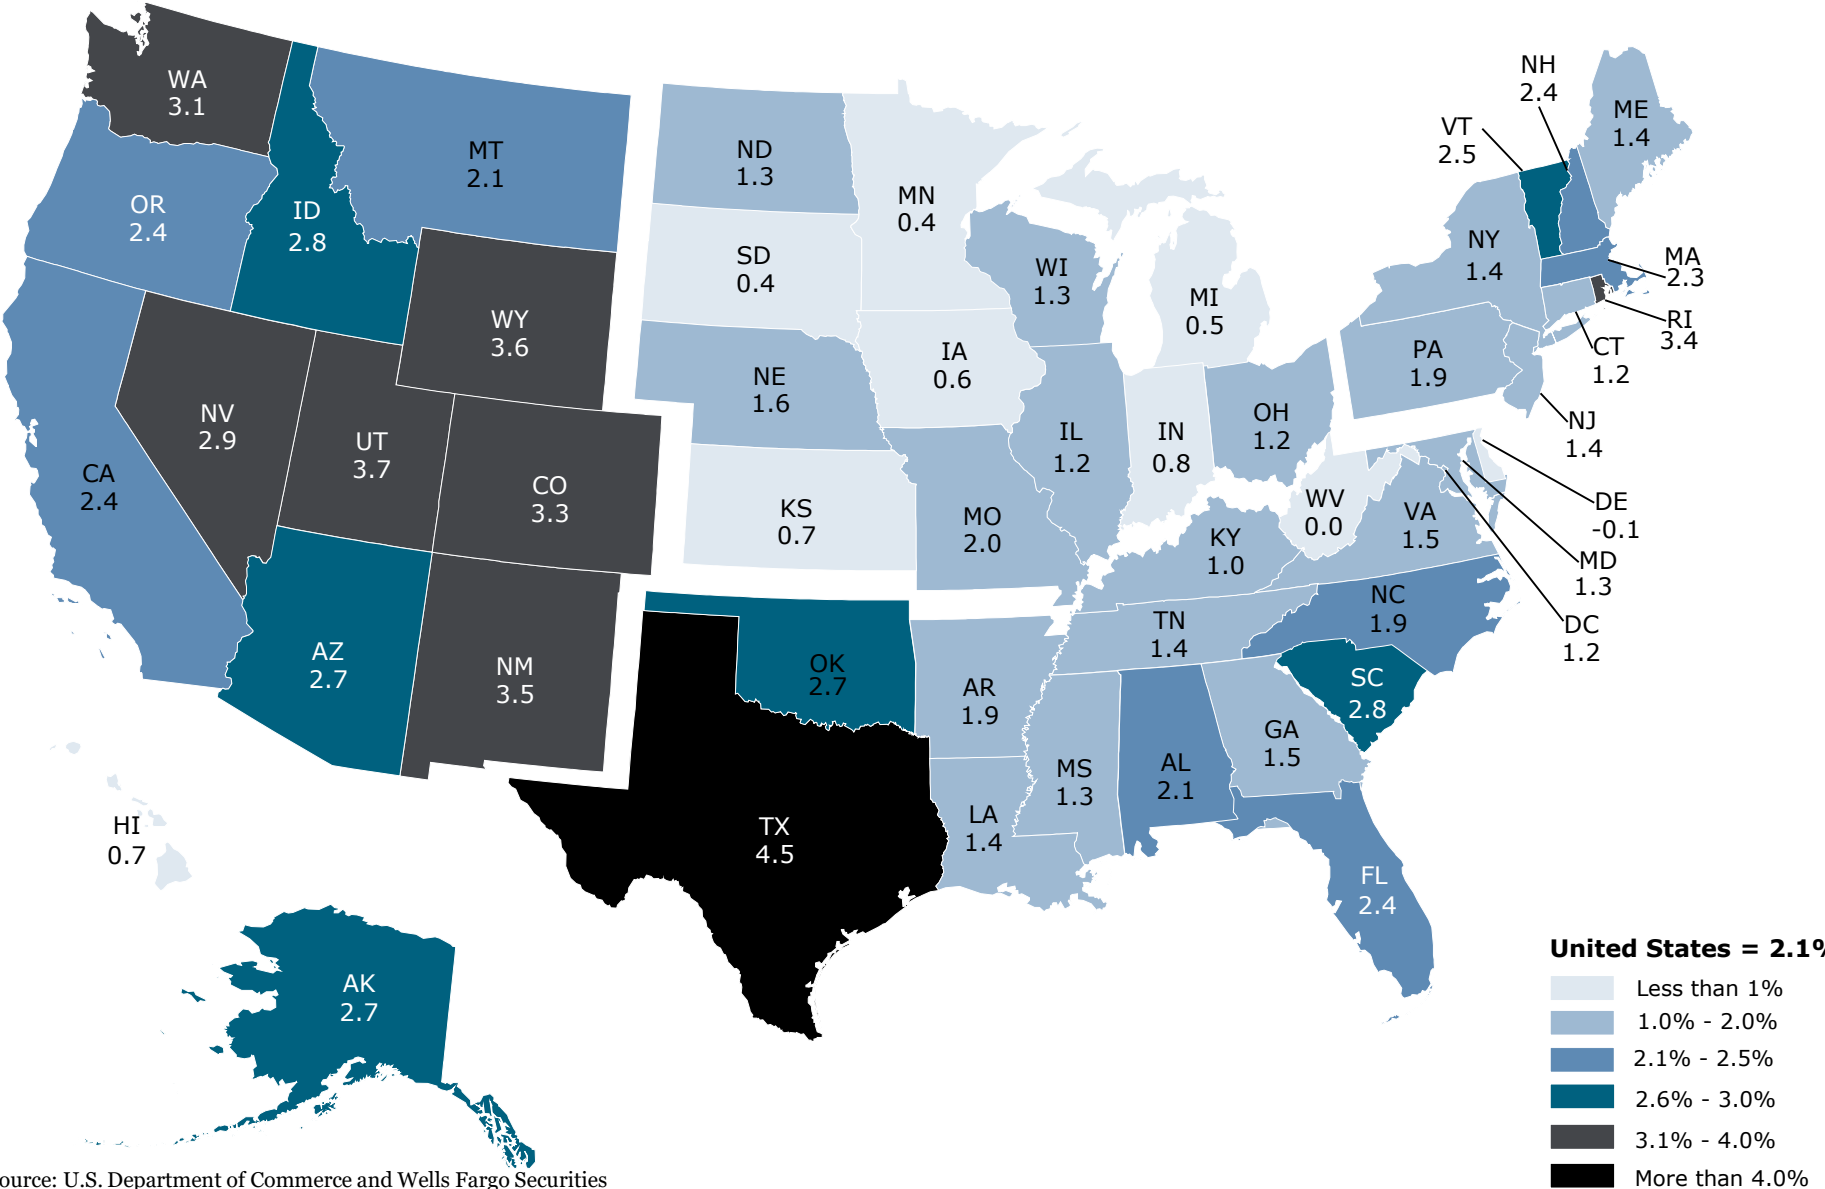 WA
3.1
OR
2.4
ID
2.8
MT
2.1
WY
3.6
NV
2.9
UT
3.7
CO
3.3
CA
2.4
AZ
2.7
NM
3.5
ND
1.3
SD
0.4
NE
1.6
KS
0.7
OK
2.7
TX
4.5
MN
0.4
IA
0.6
MO
2.0
AR
1.9
LA
1.4
WI
1.3
IL
1.2
MI
0.5
IN
0.8
OH
1.2
KY
1.0
TN
1.4
MS
1.3
AL
2.1
GA
1.5
FL
2.4
SC
2.8
NC
1.9
VA
1.5
WV
0.0
PA
1.9
NY
1.4
VT
2.5
NH
2.4
ME
1.4
MA
2.3
RI
3.4
CT
1.2
NJ
1.4
DE
-0.1
MD
1.3
DC
1.2
HI
0.7
AK
2.7
United States = 2.1%
Less than 1%
1.0% - 2.0%
2.1% - 2.5%
2.6% - 3.0%
3.1% - 4.0%
More than 4.0%
ource: U.S. Department of Commerce and Wells Fargo Securities